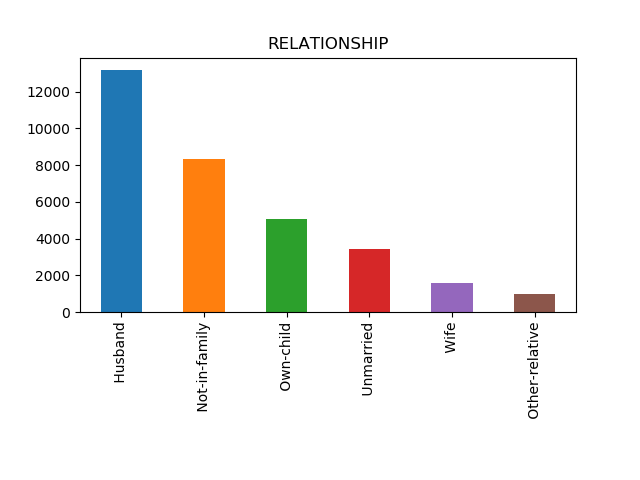 RELATIONSHIP
12000
10000
8000
6000
4000
2000
0
Husband
Not-in-family
Own-child
Unmarried
Wife
Other-relative